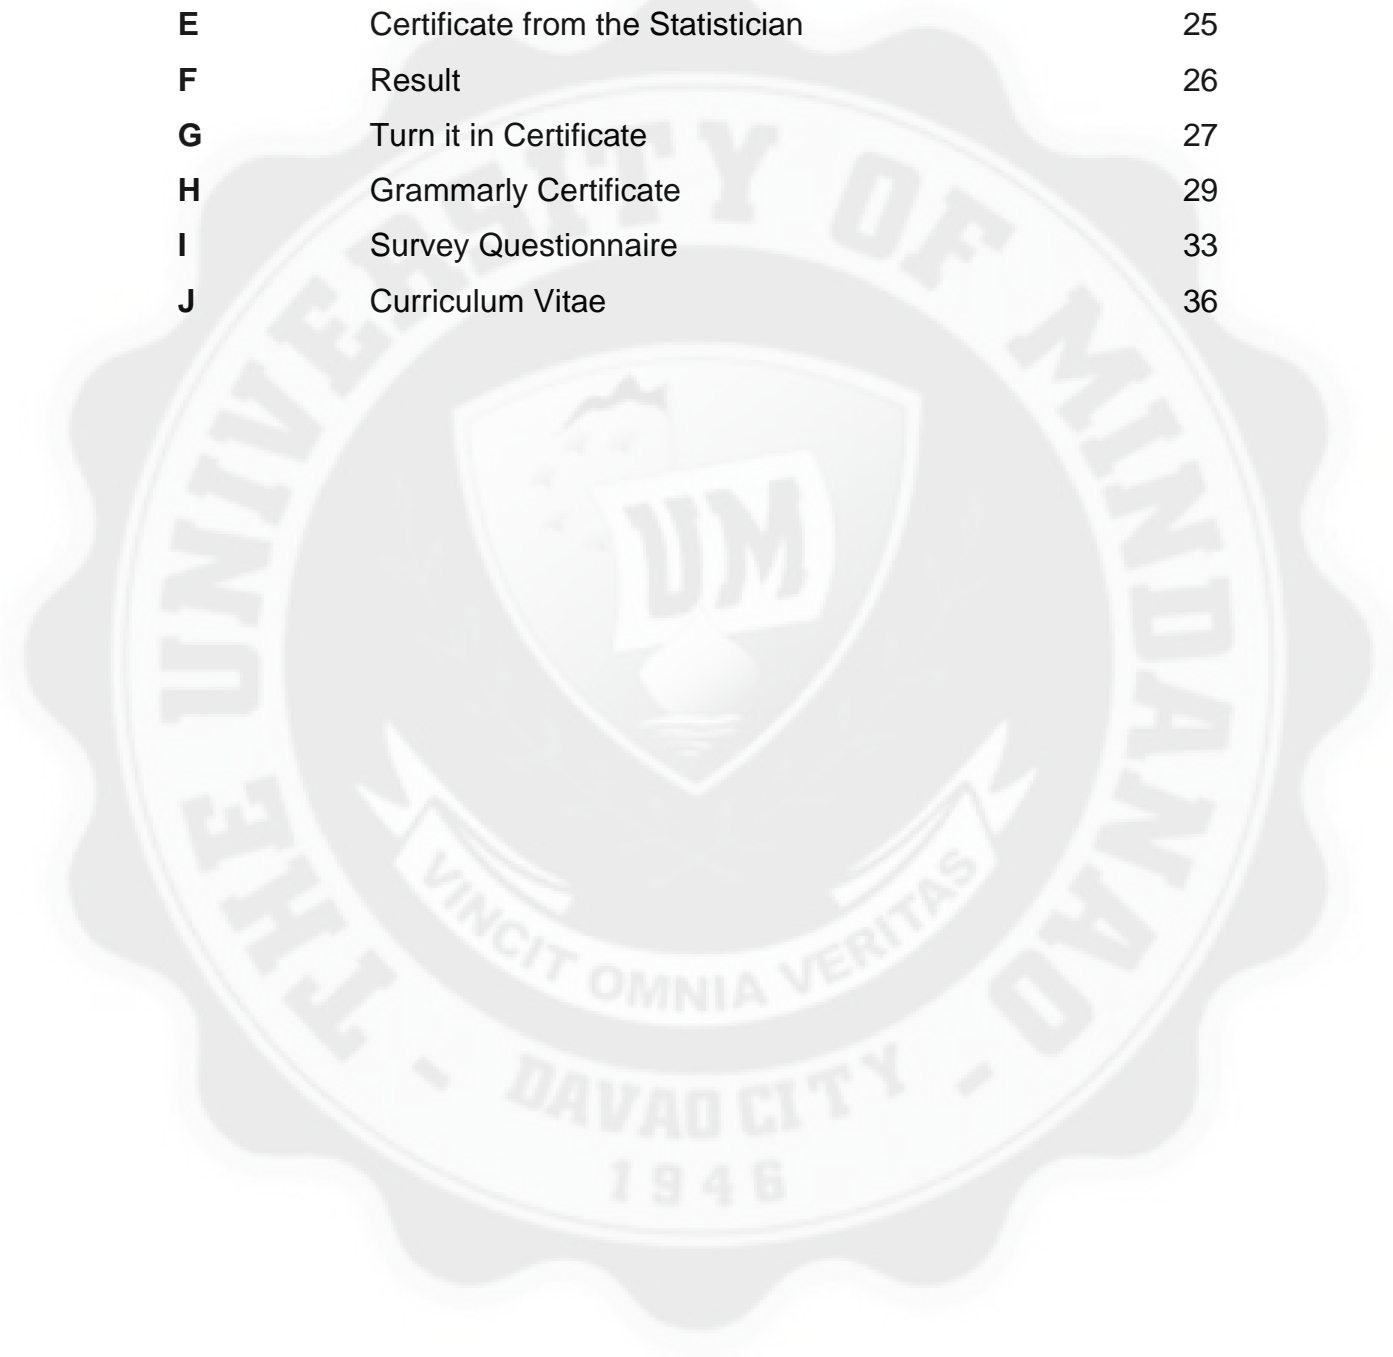 E Certificate from the Statistician 25
F Result 26
G Turn it in Certificate 27
H Grammarly Certificate 29
I Survey Questionnaire 33
J Curriculum Vitae 36
THE UNIVERSITY OF MINDANAO
UM
VINCIT OMNIA VERITAS
- DAVAO CITY -
1946